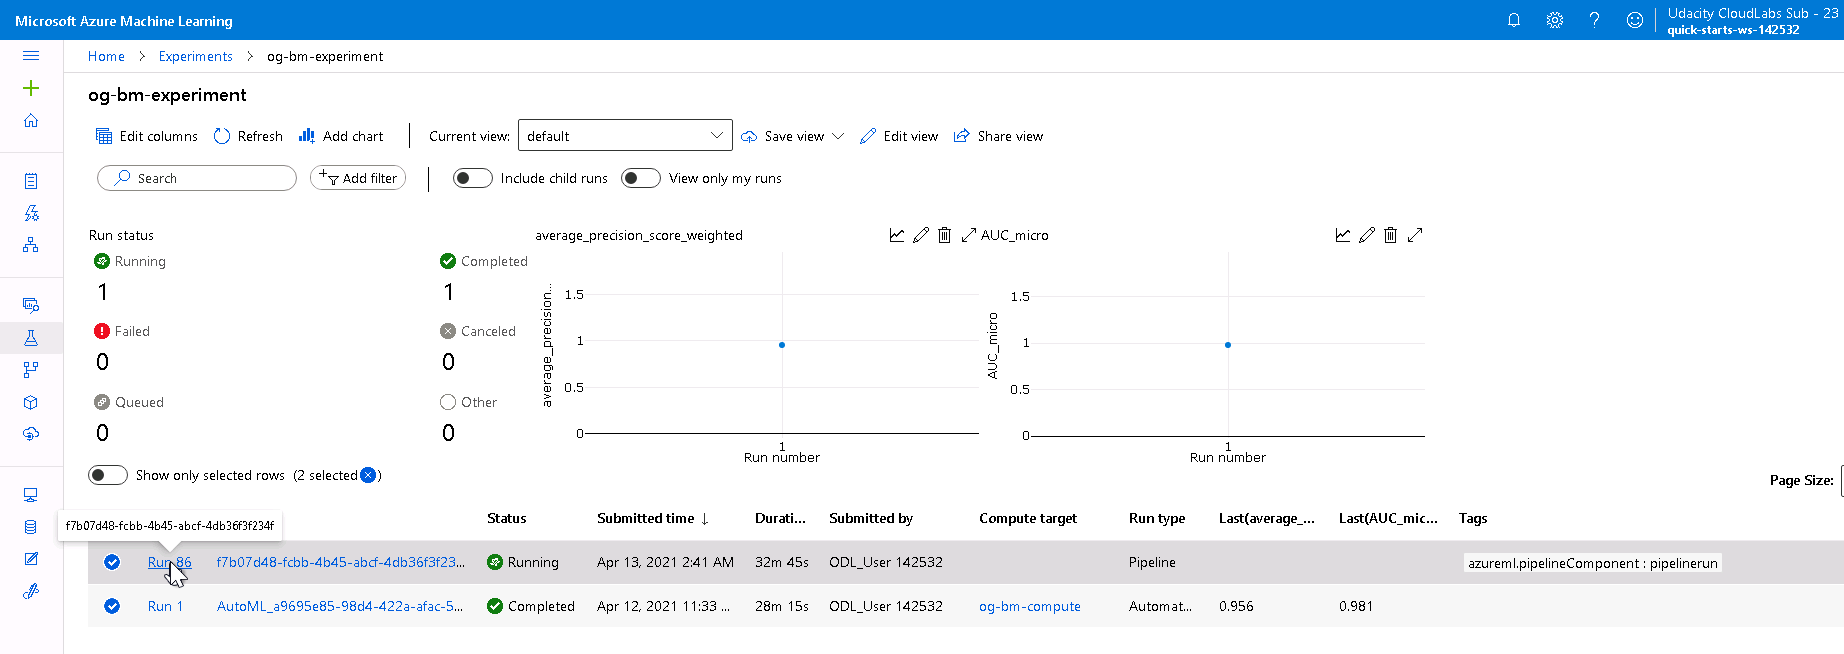 Microsoft Azure Machine Learning
Udacity CloudLabs Sub - 23
quick-starts-ws-142532
Home > Experiments > og-bm-experiment
og-bm-experiment
Edit columns Refresh Add chart Current view: default Save view Edit view Share view
Search Add filter Include child runs View only my runs
Run status
Running
1
Completed
1
Failed
0
Canceled
0
Queued
0
Other
0
average_precision_score_weighted
average_precision...
1.5
1
0.5
0
1
Run number
AUC_micro
AUC_micro
1.5
1
0.5
0
1
Run number
Show only selected rows (2 selected)
Page Size:
f7b07d48-fcbb-4b45-abcf-4db36f3f234f
Status Submitted time ↓ Durati... Submitted by Compute target Run type Last(average_... Last(AUC_mic... Tags
Run 86 f7b07d48-fcbb-4b45-abcf-4db36f3f23... Running Apr 13, 2021 2:41 AM 32m 45s ODL_User 142532 Pipeline azureml.pipelineComponent : pipelinerun
Run 1 AutoML_a9695e85-98d4-422a-afac-5... Completed Apr 12, 2021 11:33 ... 28m 15s ODL_User 142532 og-bm-compute Automat... 0.956 0.981